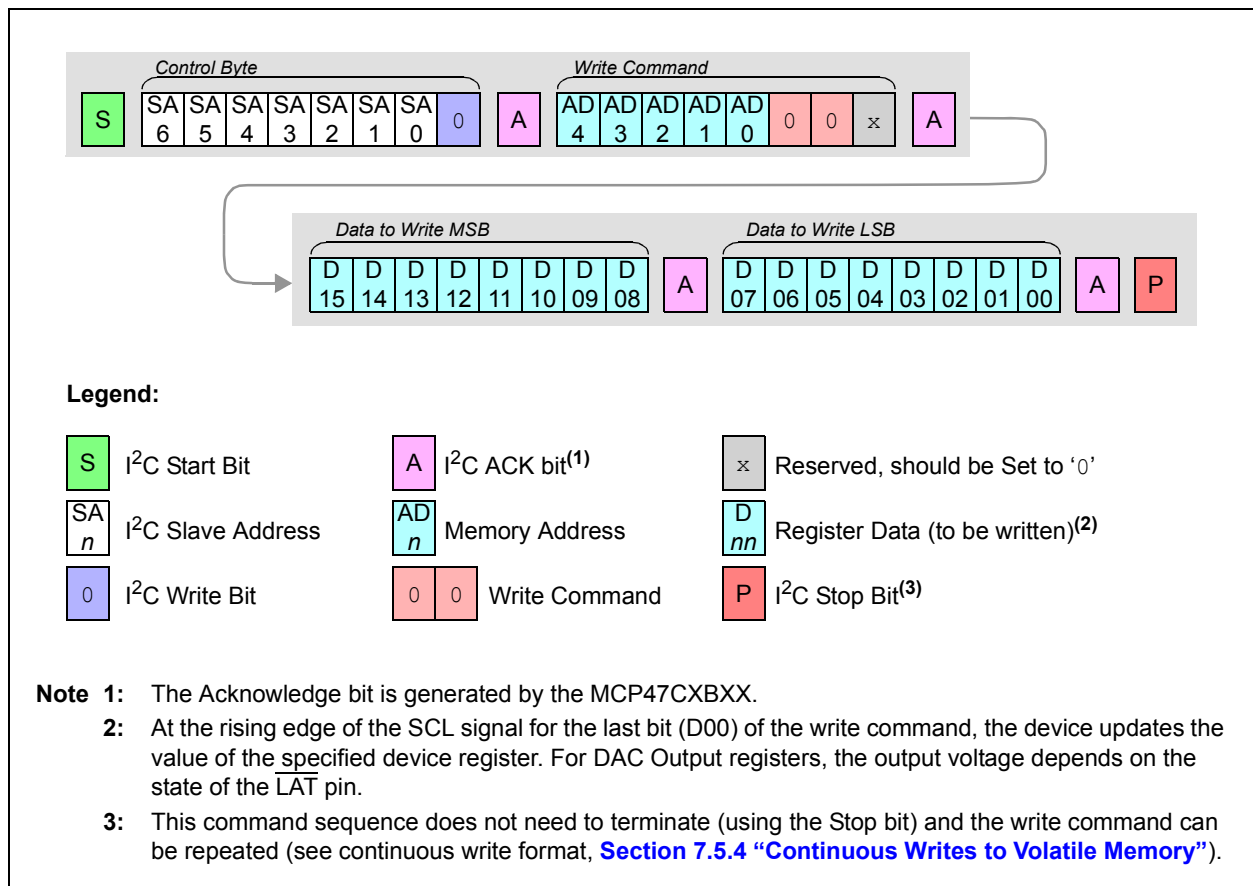 Control Byte Write Command
S SA 6 SA 5 SA 4 SA 3 SA 2 SA 1 SA 0 0 A AD 4 AD 3 AD 2 AD 1 AD 0 0 0 x A
Data to Write MSB Data to Write LSB
D 15 D 14 D 13 D 12 D 11 D 10 D 09 D 08 A D 07 D 06 D 05 D 04 D 03 D 02 D 01 D 00 A P
Legend:
S I²C Start Bit A I²C ACK bit(1) x Reserved, should be Set to ‘0’
SA n I²C Slave Address AD n Memory Address D nn Register Data (to be written)(2)
0 I²C Write Bit 0 0 Write Command P I²C Stop Bit(3)
Note 1: The Acknowledge bit is generated by the MCP47CXBXX.
2: At the rising edge of the SCL signal for the last bit (D00) of the write command, the device updates the
value of the specified device register. For DAC Output registers, the output voltage depends on the
state of the LAT pin.
3: This command sequence does not need to terminate (using the Stop bit) and the write command can
be repeated (see continuous write format, Section 7.5.4 “Continuous Writes to Volatile Memory”).